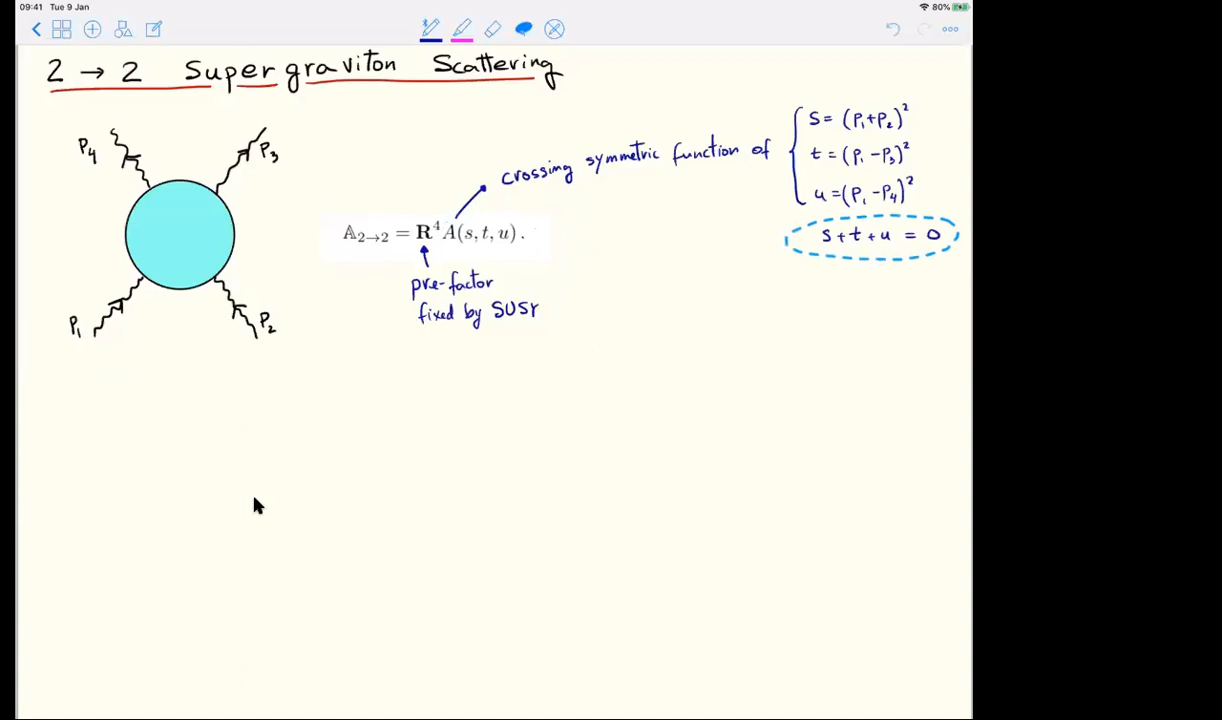 09:41 Tue 9 Jan
80%
2 → 2 Supergraviton Scattering
P₄
P₃
P₁
P₂
𝔸₂→₂ = 𝐑⁴A(s, t, u).
crossing symmetric function of
s = (P₁+P₂)²
t = (P₁ −P₃)²
u =(P₁ −P₄)²
s+t+u = 0
pre-factor
fixed by SUSY